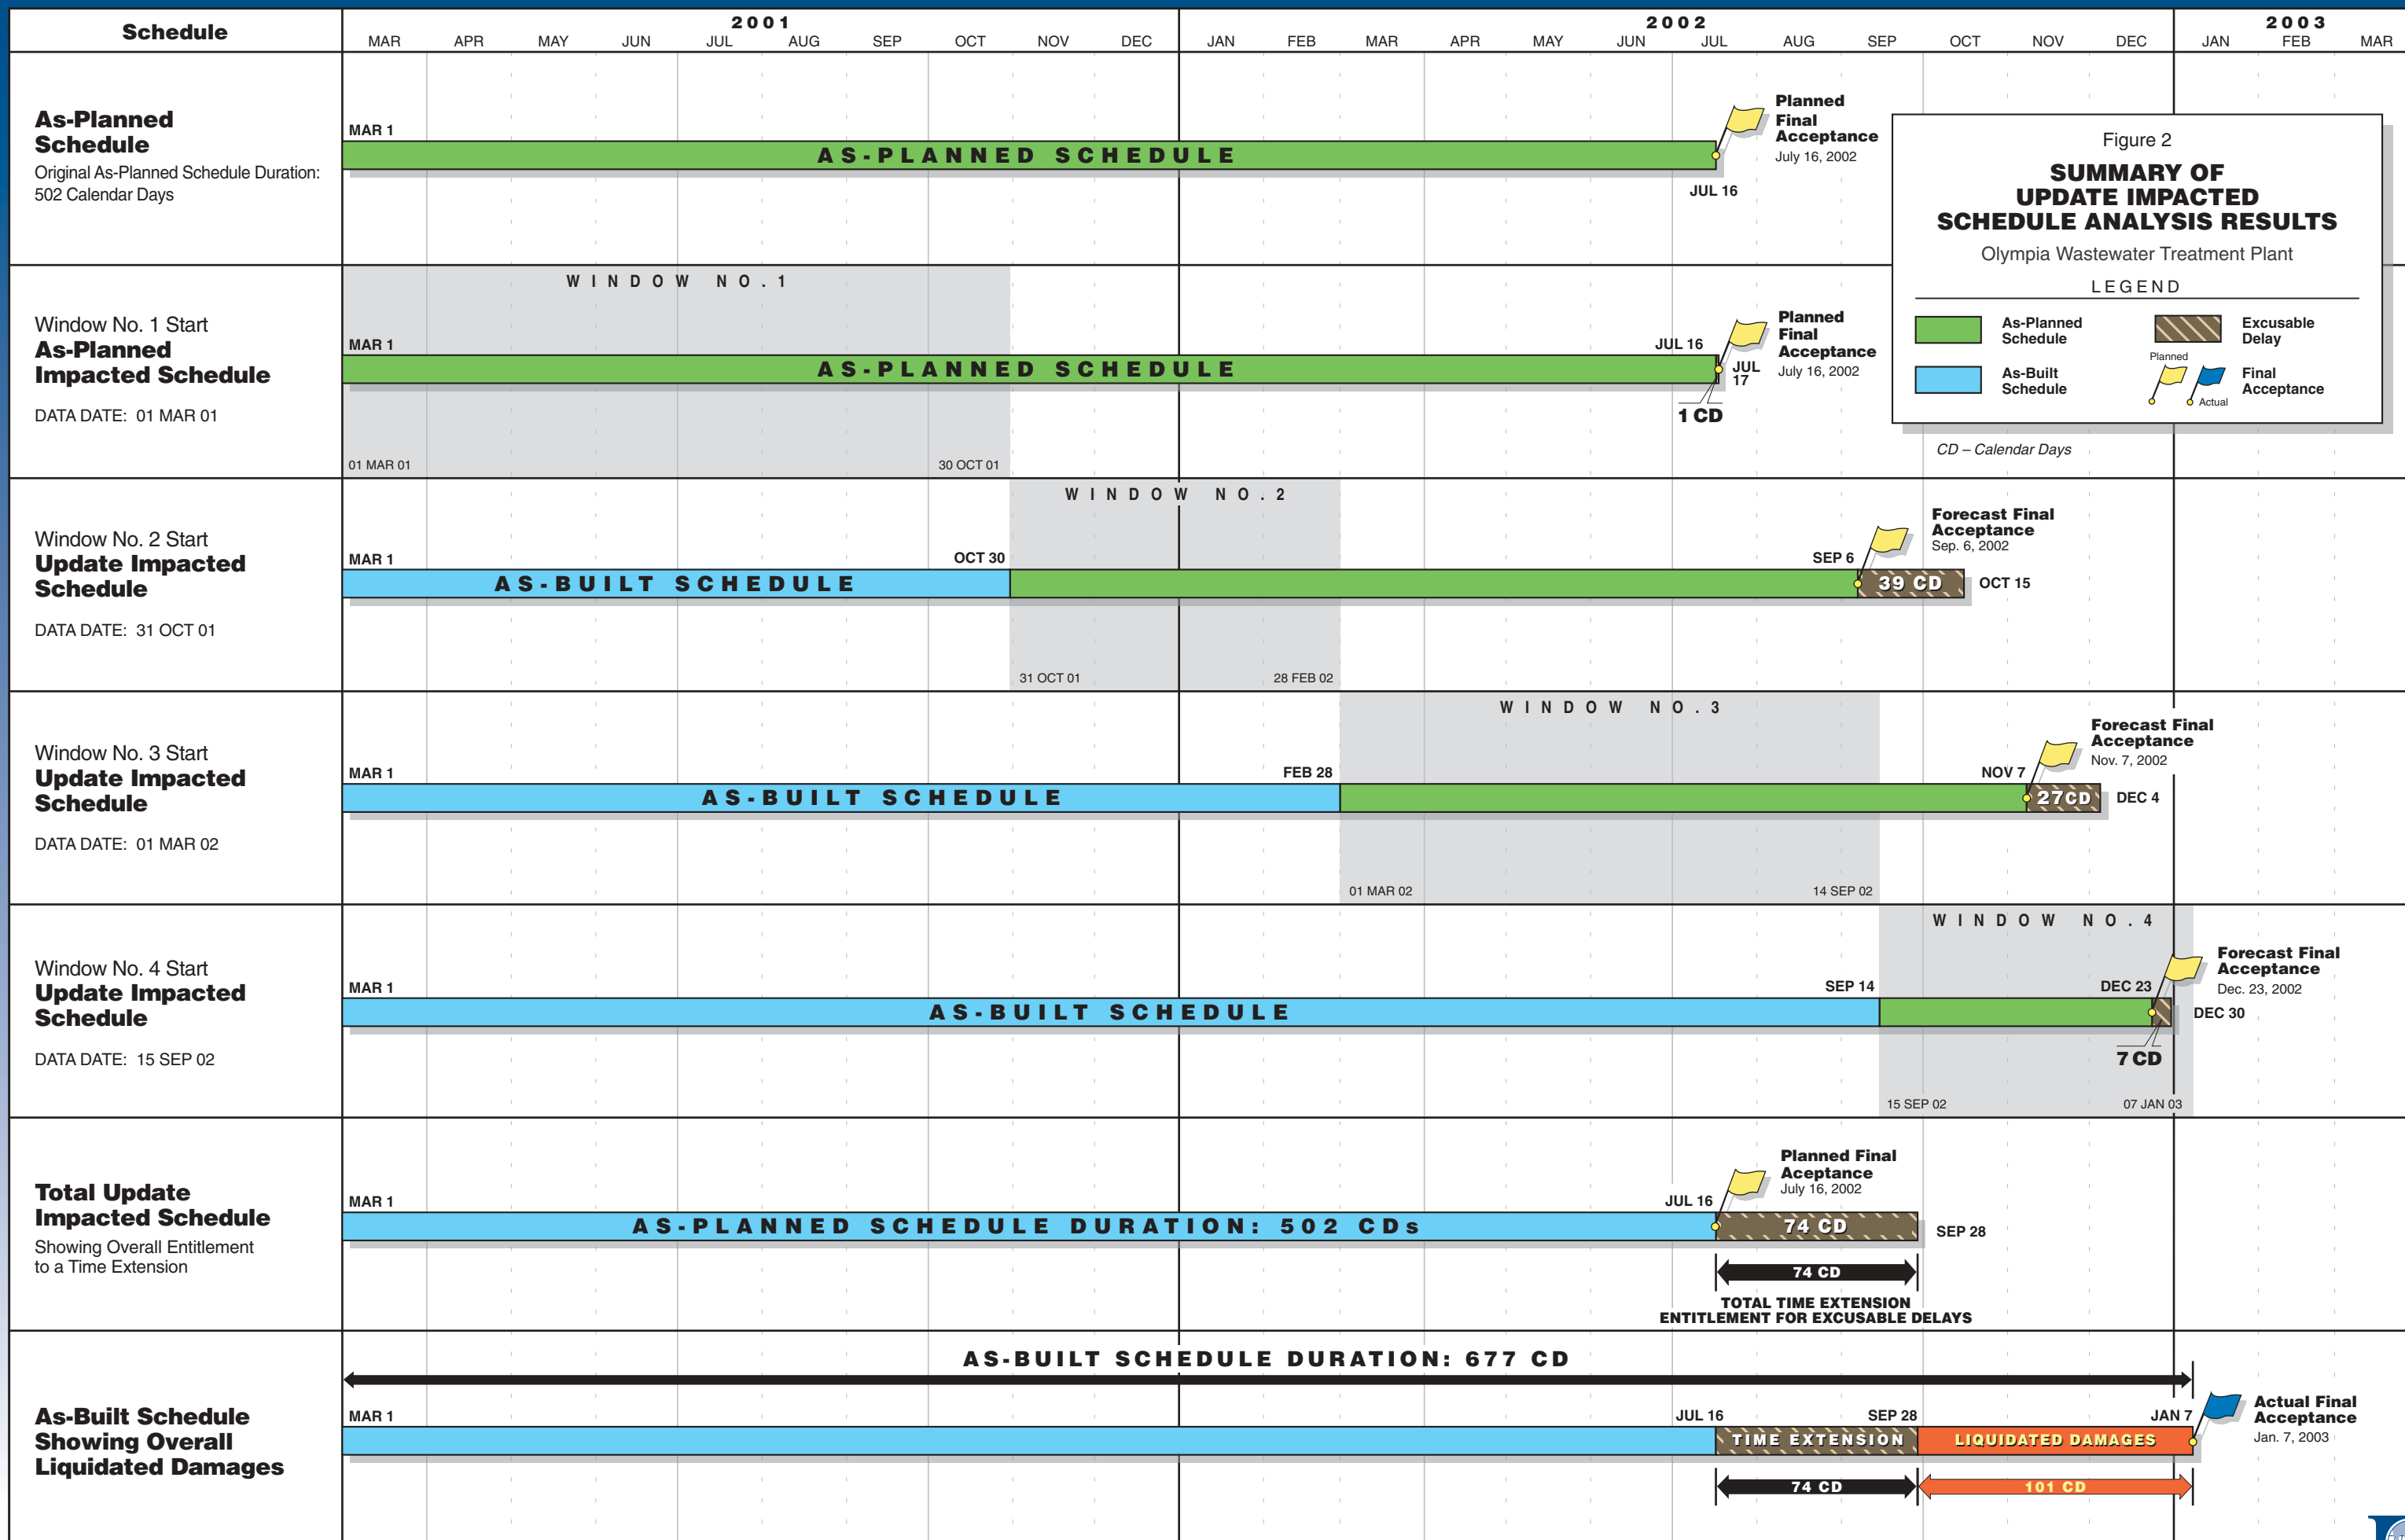 Schedule
2001
2002
2003
MAR APR MAY JUN JUL AUG SEP OCT NOV DEC JAN FEB MAR APR MAY JUN JUL AUG SEP OCT NOV DEC JAN FEB MAR
As-Planned
Schedule
Original As-Planned Schedule Duration:
502 Calendar Days
MAR 1
AS-PLANNED SCHEDULE
JUL 16
Planned
Final
Acceptance
July 16, 2002
Figure 2
SUMMARY OF
UPDATE IMPACTED
SCHEDULE ANALYSIS RESULTS
Olympia Wastewater Treatment Plant
LEGEND
As-Planned
Schedule
Excusable
Delay
As-Built
Schedule
Planned
Actual
Final
Acceptance
CD – Calendar Days
Window No. 1 Start
As-Planned
Impacted Schedule
DATA DATE: 01 MAR 01
WINDOW NO.1
MAR 1
AS-PLANNED SCHEDULE
JUL 16
JUL
17
1 CD
Planned
Final
Acceptance
July 16, 2002
01 MAR 01
30 OCT 01
Window No. 2 Start
Update Impacted
Schedule
DATA DATE: 31 OCT 01
WINDOW NO.2
MAR 1
OCT 30
AS-BUILT SCHEDULE
SEP 6
39 CD
OCT 15
Forecast Final
Acceptance
Sep. 6, 2002
31 OCT 01
28 FEB 02
Window No. 3 Start
Update Impacted
Schedule
DATA DATE: 01 MAR 02
WINDOW NO.3
MAR 1
FEB 28
AS-BUILT SCHEDULE
NOV 7
27CD
DEC 4
Forecast Final
Acceptance
Nov. 7, 2002
01 MAR 02
14 SEP 02
Window No. 4 Start
Update Impacted
Schedule
DATA DATE: 15 SEP 02
WINDOW NO.4
MAR 1
SEP 14
AS-BUILT SCHEDULE
DEC 23
DEC 30
7 CD
Forecast Final
Acceptance
Dec. 23, 2002
15 SEP 02
07 JAN 03
Total Update
Impacted Schedule
Showing Overall Entitlement
to a Time Extension
MAR 1
AS-PLANNED SCHEDULE DURATION: 502 CDs
JUL 16
74 CD
SEP 28
Planned Final
Aceptance
July 16, 2002
74 CD
TOTAL TIME EXTENSION
ENTITLEMENT FOR EXCUSABLE DELAYS
As-Built Schedule
Showing Overall
Liquidated Damages
AS-BUILT SCHEDULE DURATION: 677 CD
MAR 1
JUL 16
SEP 28
JAN 7
TIME EXTENSION
LIQUIDATED DAMAGES
Actual Final
Acceptance
Jan. 7, 2003
74 CD
101 CD